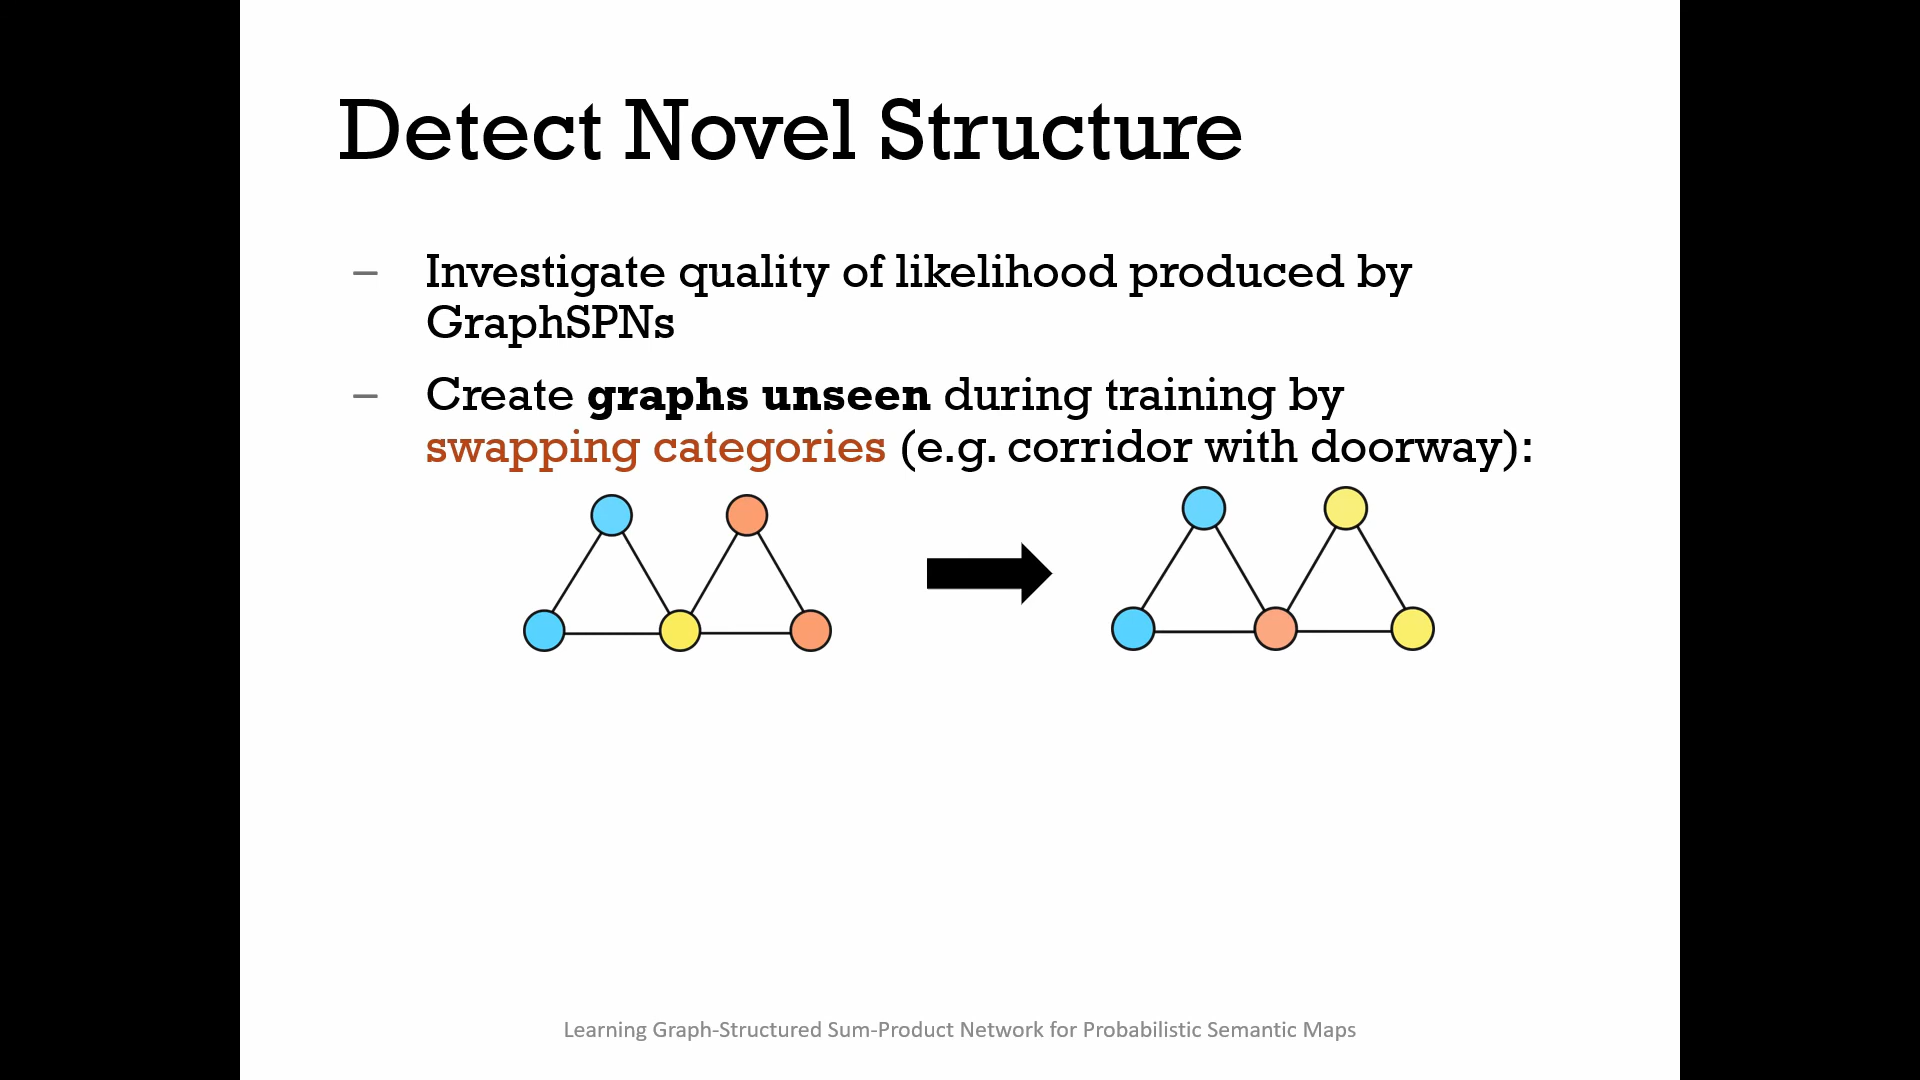 Detect Novel Structure
– Investigate quality of likelihood produced by
GraphSPNs
– Create graphs unseen during training by
swapping categories (e.g. corridor with doorway):
Learning Graph-Structured Sum-Product Network for Probabilistic Semantic Maps